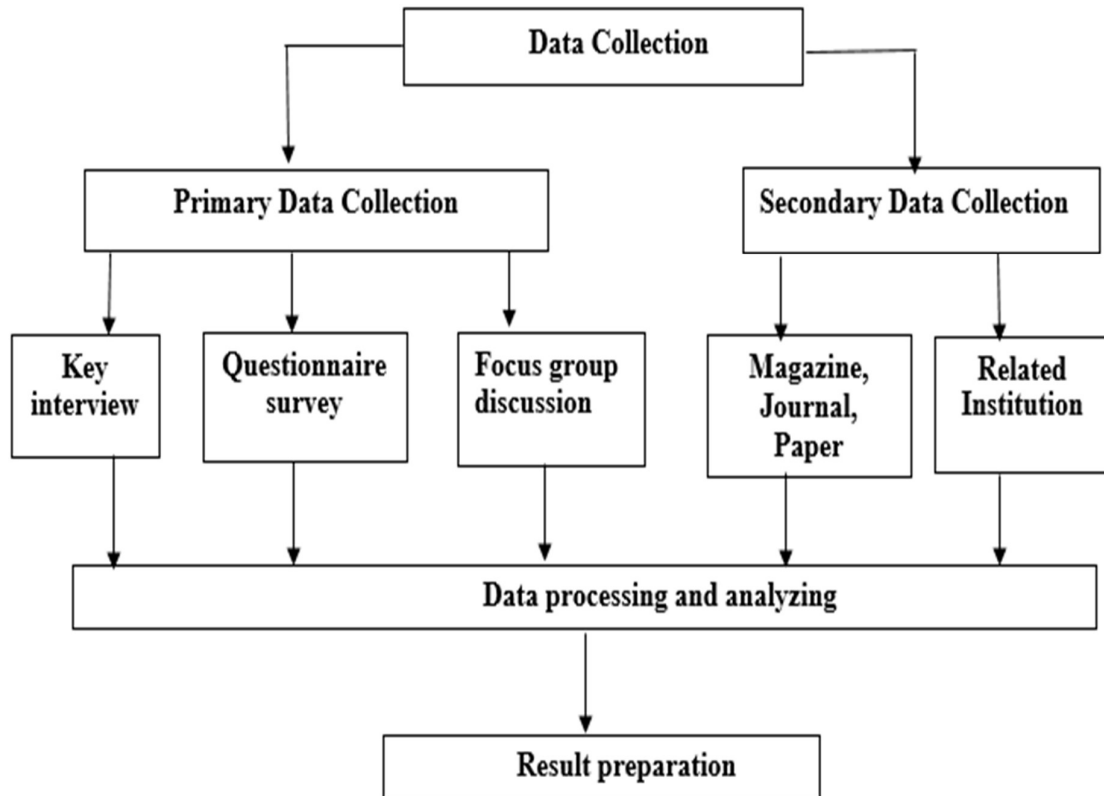 Data Collection
Primary Data Collection
Secondary Data Collection
Key
interview
Questionnaire
survey
Focus group
discussion
Magazine,
Journal,
Paper
Related
Institution
Data processing and analyzing
Result preparation